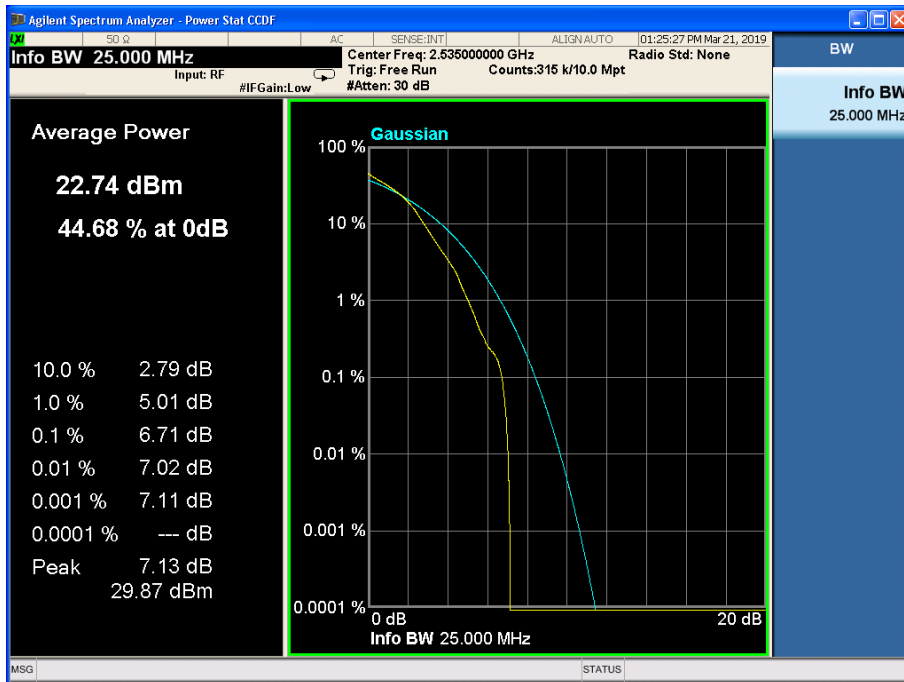 Agilent Spectrum Analyzer - Power Stat CCDF
LXI 50 Ω AC SENSE:INT ALIGN AUTO 01:25:27 PM Mar 21, 2019
Info BW 25.000 MHz
Center Freq: 2.535000000 GHz Radio Std: None
Input: RF Trig: Free Run Counts:315 k/10.0 Mpt
#IFGain:Low #Atten: 30 dB
BW
Info BW
25.000 MHz
Average Power
22.74 dBm
44.68 % at 0dB
10.0 % 2.79 dB
1.0 % 5.01 dB
0.1 % 6.71 dB
0.01 % 7.02 dB
0.001 % 7.11 dB
0.0001 % --- dB
Peak 7.13 dB
29.87 dBm
Gaussian
100 %
10 %
1 %
0.1 %
0.01 %
0.001 %
0.0001 %
0 dB 20 dB
Info BW 25.000 MHz
MSG STATUS